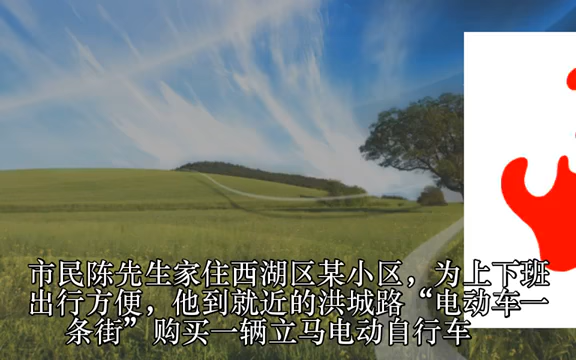 市民陈先生家住西湖区某小区，为上下班
出行方便，他到就近的洪城路“电动车一
条街”购买一辆立马电动自行车